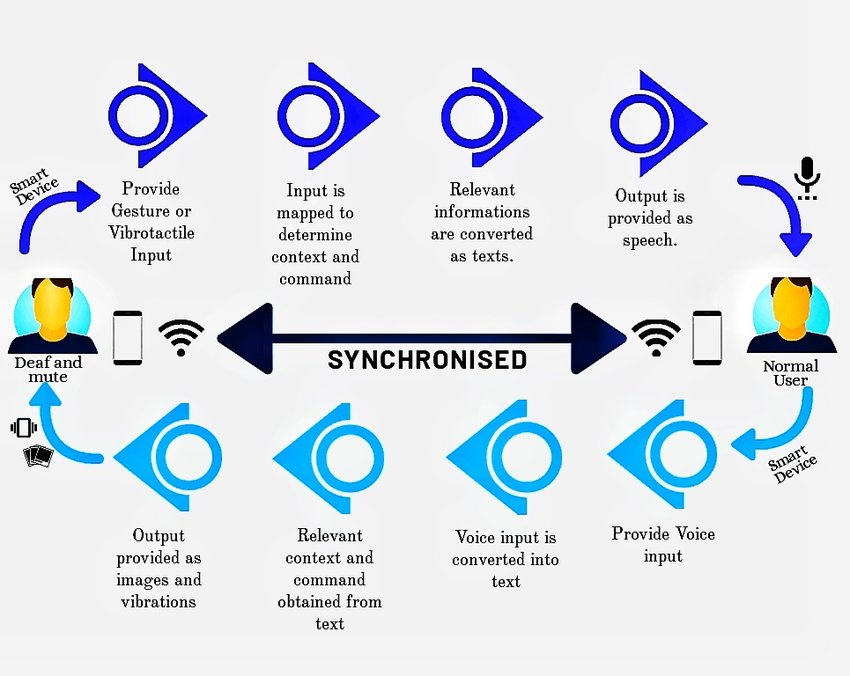 Smart
Device
Provide
Gesture or
Vibrotactile
Input
Input is
mapped to
determine
context and
command
Relevant
informations
are converted
as texts.
Output is
provided as
speech.
Deaf and
mute
SYNCHRONISED
Normal
User
Smart
Device
Output
provided as
images and
vibrations
Relevant
context and
command
obtained from
text
Voice input is
converted into
text
Provide Voice
input